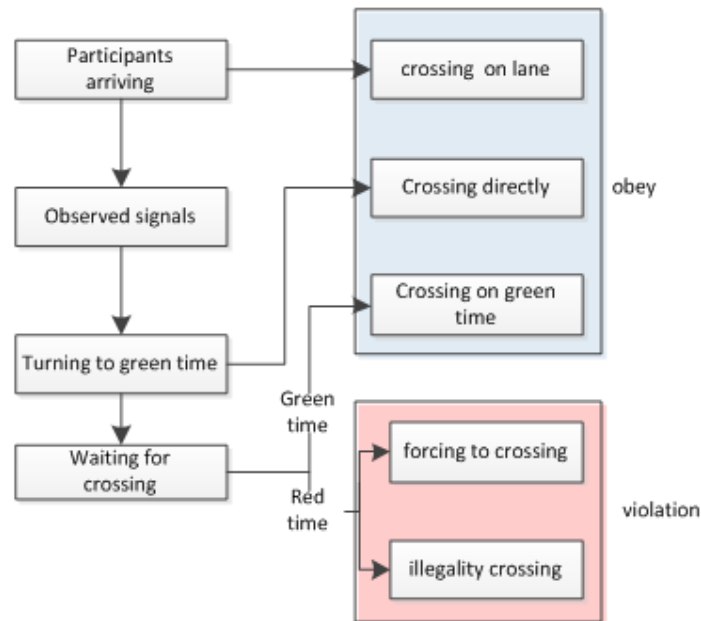 Participants
arriving
crossing on lane
Observed signals
Crossing directly
obey
Turning to green time
Crossing on green
time
Green
time
Waiting for
crossing
Red
time
forcing to crossing
violation
illegality crossing